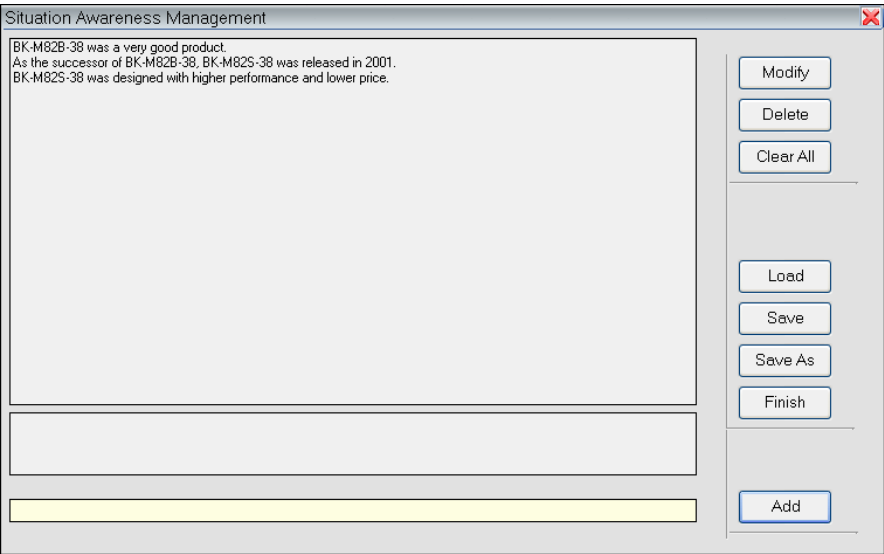 Situation Awareness Management
BK-M82B-38 was a very good product.
As the successor of BK-M82B-38, BK-M82S-38 was released in 2001.
BK-M82S-38 was designed with higher performance and lower price.
Modify
Delete
Clear All
Load
Save
Save As
Finish
Add